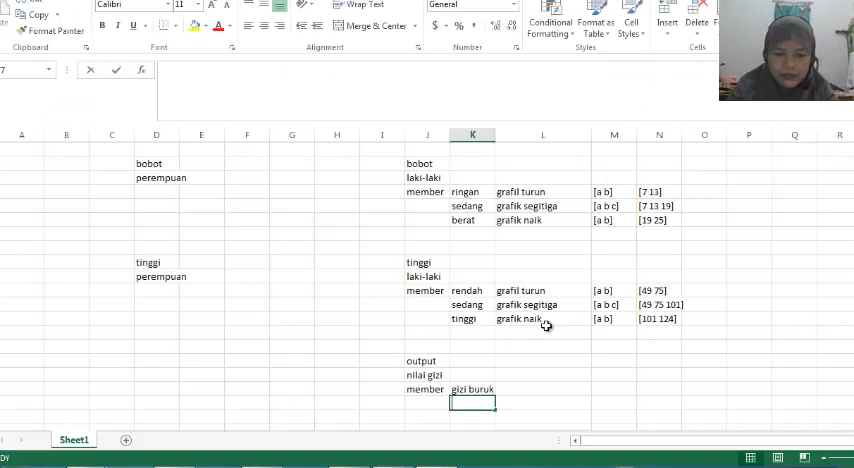 Copy
Format Painter
Clipboard
Calibri
11
B I U
Font
Wrap Text
Merge & Center
Alignment
General
$ % ,
Number
Conditional Formatting
Format as Table
Cell Styles
Styles
Insert
Delete
Cells
7
fx
A B C D E F G H I J K L M N O P Q R
bobot bobot
perempuan laki-laki
member ringan grafil turun [a b] [7 13]
sedang grafik segitiga [a b c] [7 13 19]
berat grafik naik [a b] [19 25]
tinggi tinggi
perempuan laki-laki
member rendah grafil turun [a b] [49 75]
sedang grafik segitiga [a b c] [49 75 101]
tinggi grafik naik [a b] [101 124]
output
nilai gizi
member gizi buruk
Sheet1